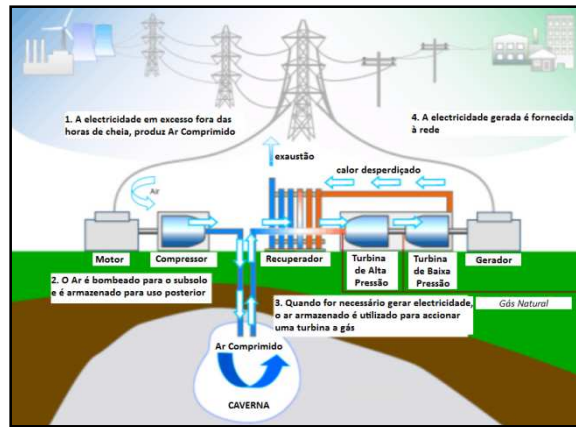 1. A electricidade em excesso fora das
horas de cheia, produz Ar Comprimido
4. A electricidade gerada é fornecida
à rede
exaustão
calor desperdiçado
Air
Motor
Compressor
Recuperador
Turbina
de Alta
Pressão
Turbina
de Baixa
Pressão
Gerador
2. O Ar é bombeado para o subsolo
e é armazenado para uso posterior
3. Quando for necessário gerar electricidade,
o ar armazenado é utilizado para accionar
uma turbina a gás
Gás Natural
Ar Comprimido
CAVERNA